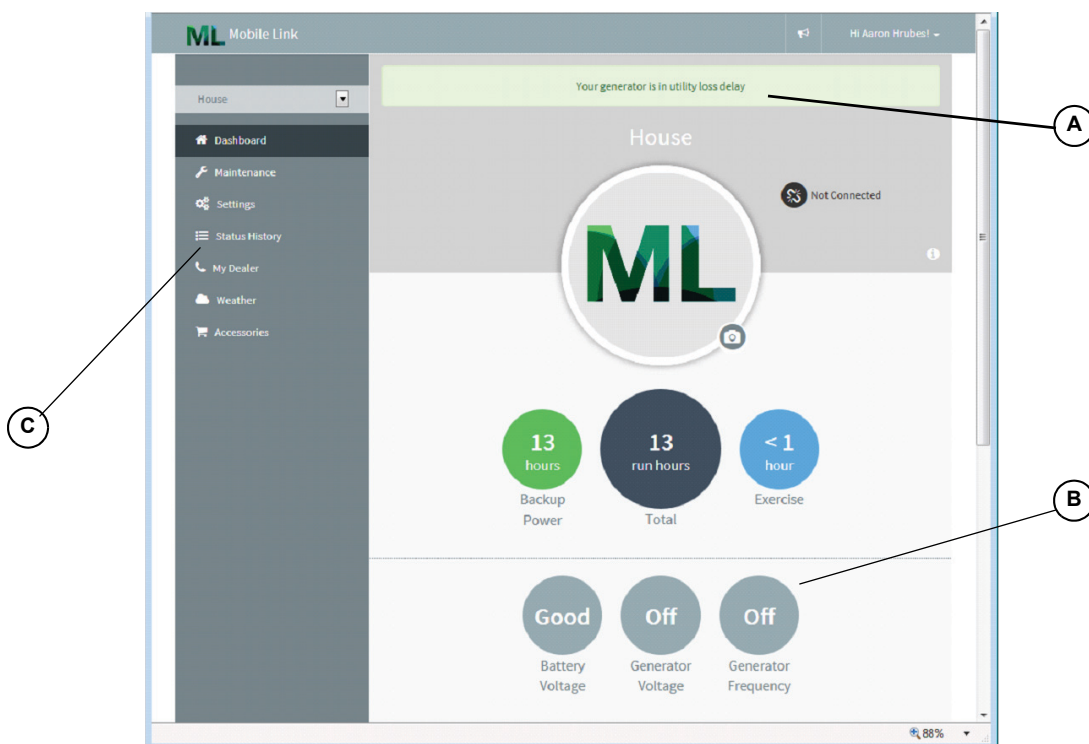 ML Mobile Link
Hi Aaron Hrubes!
House
Your generator is in utility loss delay
A
Dashboard
House
Maintenance
Not Connected
Settings
Status History
My Dealer
Weather
Accessories
ML
C
13
hours
Backup
Power
13
run hours
Total
< 1
hour
Exercise
B
Good
Battery
Voltage
Off
Generator
Voltage
Off
Generator
Frequency
88%